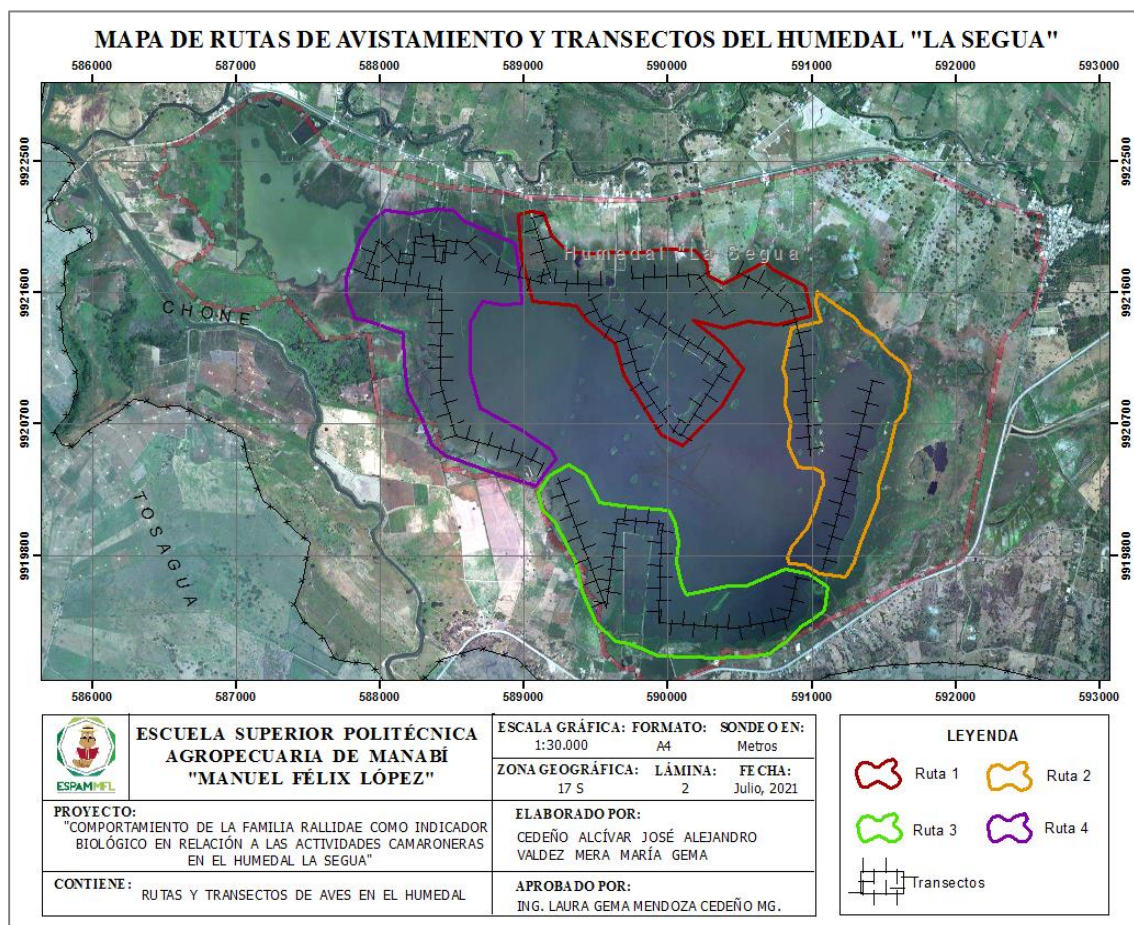 MAPA DE RUTAS DE AVISTAMIENTO Y TRANSECTOS DEL HUMEDAL "LA SEGUA"
586000 587000 588000 589000 590000 591000 592000 593000
9922500 9922500
Humedal La Segua
9921600 9921600
CHONE
9920700 9920700
TOSAGUA
9919800 9919800
586000 587000 588000 589000 590000 591000 592000 593000
ESPAMMFL
ESCUELA SUPERIOR POLITÉCNICA
AGROPECUARIA DE MANABÍ
"MANUEL FÉLIX LÓPEZ"
ESCALA GRÁFICA: FORMATO: SONDEO EN:
1:30.000 A4 Metros
ZONA GEOGRÁFICA: LÁMINA: FECHA:
17 S 2 Julio, 2021
PROYECTO:
"COMPORTAMIENTO DE LA FAMILIA RALLIDAE COMO INDICADOR
BIOLÓGICO EN RELACIÓN A LAS ACTIVIDADES CAMARONERAS
EN EL HUMEDAL LA SEGUA"
ELABORADO POR:
CEDEÑO ALCÍVAR JOSÉ ALEJANDRO
VALDEZ MERA MARÍA GEMA
CONTIENE:
RUTAS Y TRANSECTOS DE AVES EN EL HUMEDAL
APROBADO POR:
ING. LAURA GEMA MENDOZA CEDEÑO MG.
LEYENDA
Ruta 1 Ruta 2
Ruta 3 Ruta 4
Transectos